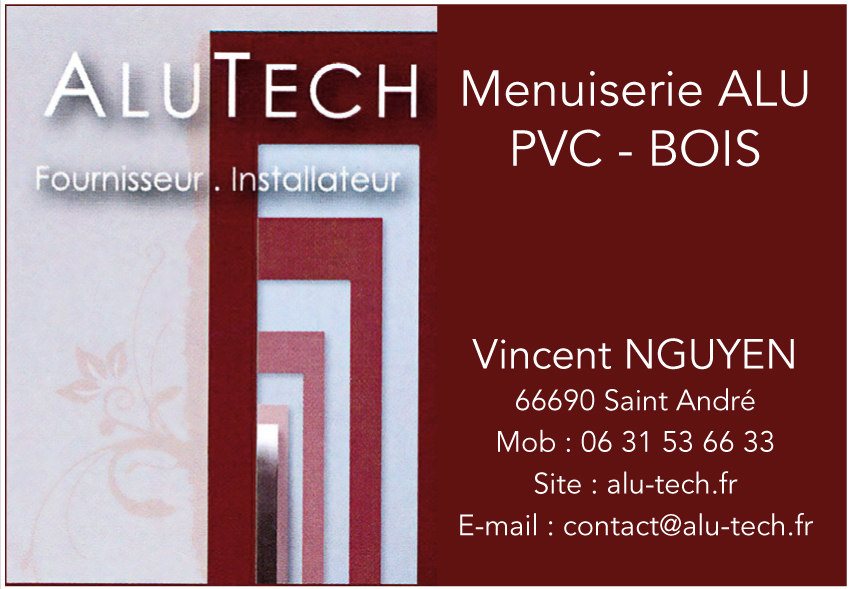 ALUTECH
Fournisseur . Installateur
Menuiserie ALU
PVC - BOIS
Vincent NGUYEN
66690 Saint André
Mob : 06 31 53 66 33
Site : alu-tech.fr
E-mail : contact@alu-tech.fr